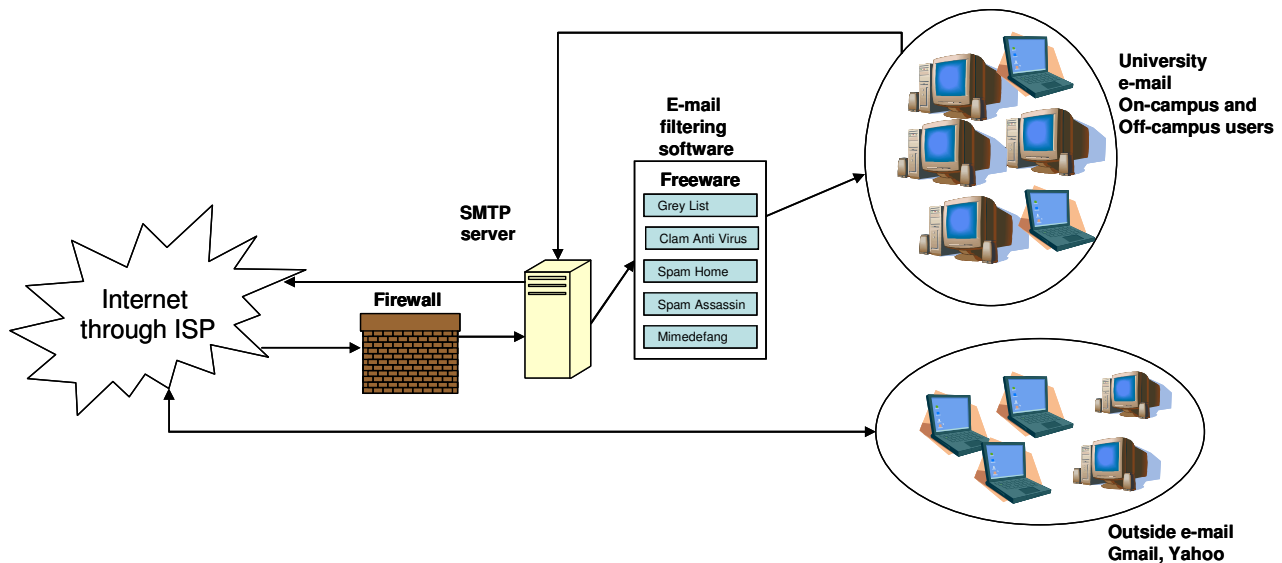 University
e-mail
On-campus and
Off-campus users
E-mail
filtering
software
Freeware
Grey List
Clam Anti Virus
Spam Home
Spam Assassin
Mimedefang
SMTP
server
Firewall
Internet
through ISP
Outside e-mail
Gmail, Yahoo